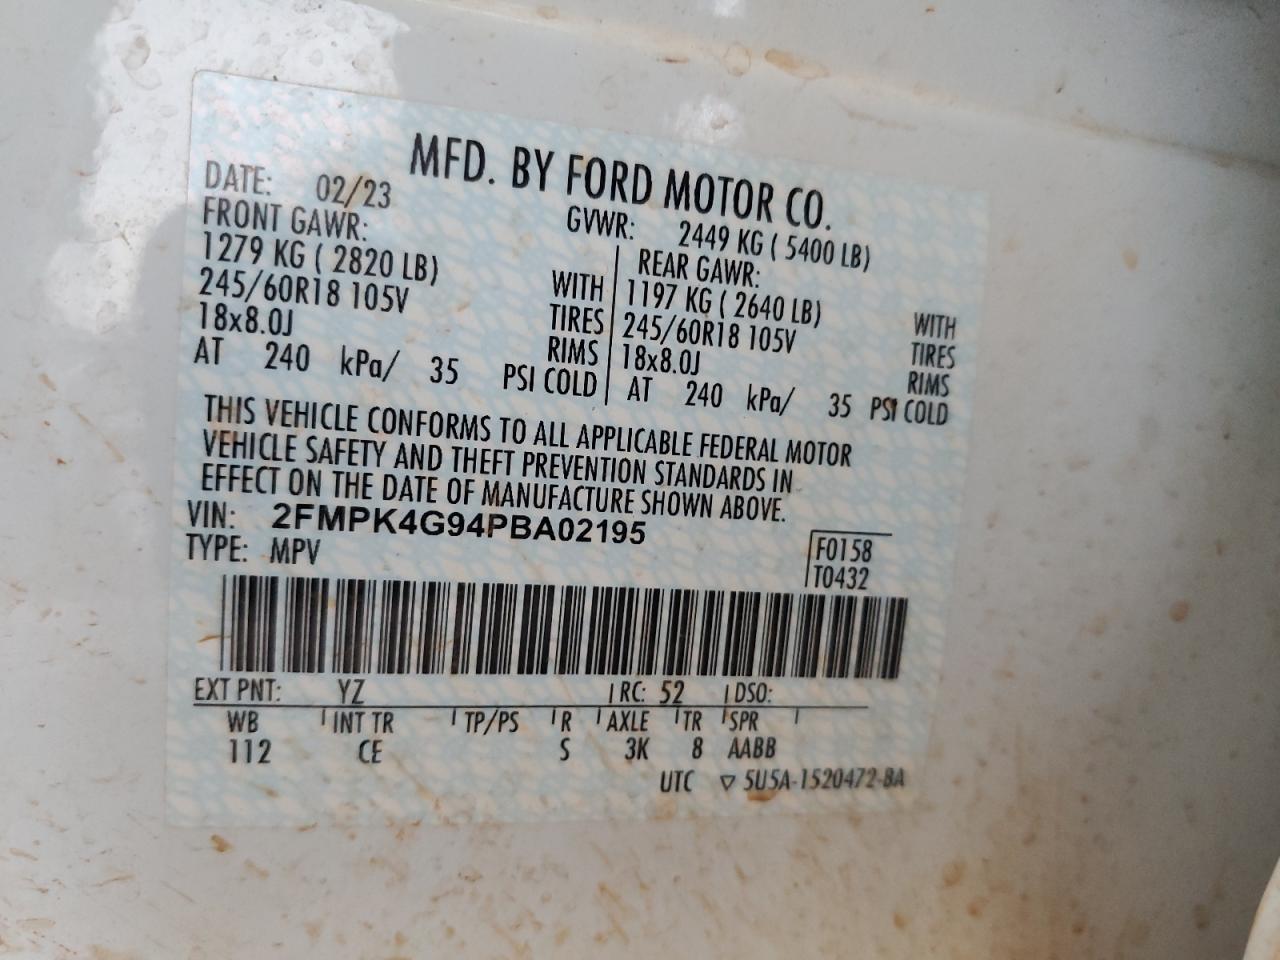 MFD. BY FORD MOTOR CO.
DATE: 02/23 GVWR: 2449 KG ( 5400 LB)
FRONT GAWR: REAR GAWR:
1279 KG ( 2820 LB) WITH 1197 KG ( 2640 LB) WITH
245/60R18 105V TIRES 245/60R18 105V TIRES
18x8.0J RIMS 18x8.0J RIMS
AT 240 kPa/ 35 PSI COLD AT 240 kPa/ 35 PSI COLD
THIS VEHICLE CONFORMS TO ALL APPLICABLE FEDERAL MOTOR
VEHICLE SAFETY AND THEFT PREVENTION STANDARDS IN
EFFECT ON THE DATE OF MANUFACTURE SHOWN ABOVE.
VIN: 2FMPK4G94PBA02195
TYPE: MPV
F0158
T0432
EXT PNT: YZ RC: 52 DSO:
WB INT TR TP/PS R AXLE TR SPR
112 CE S 3K 8 AABB
UTC ▽ 5U5A-1520472-BA